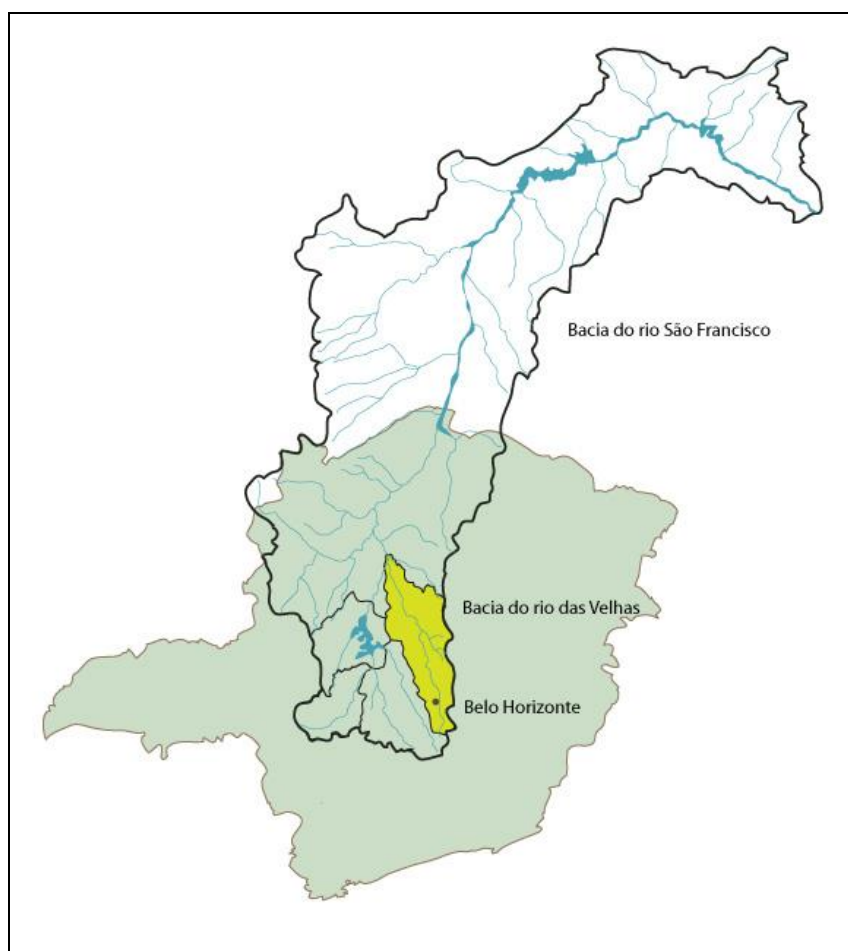 Bacia do rio São Francisco
Bacia do rio das Velhas
Belo Horizonte